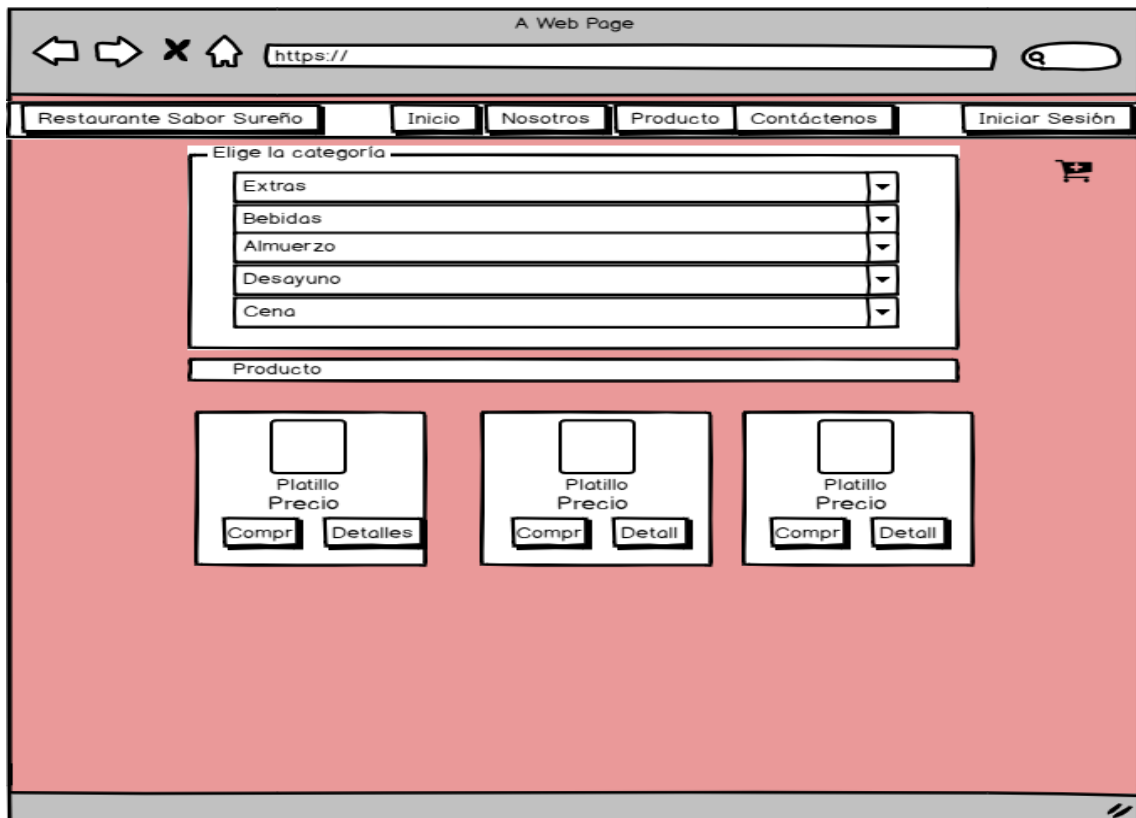 A Web Page
https://
Restaurante Sabor Sureño Inicio Nosotros Producto Contáctenos Iniciar Sesión
Elige la categoría
Extras
Bebidas
Almuerzo
Desayuno
Cena
Producto
Platillo Platillo Platillo
Precio Precio Precio
Compr Detalles Compr Detall Compr Detall